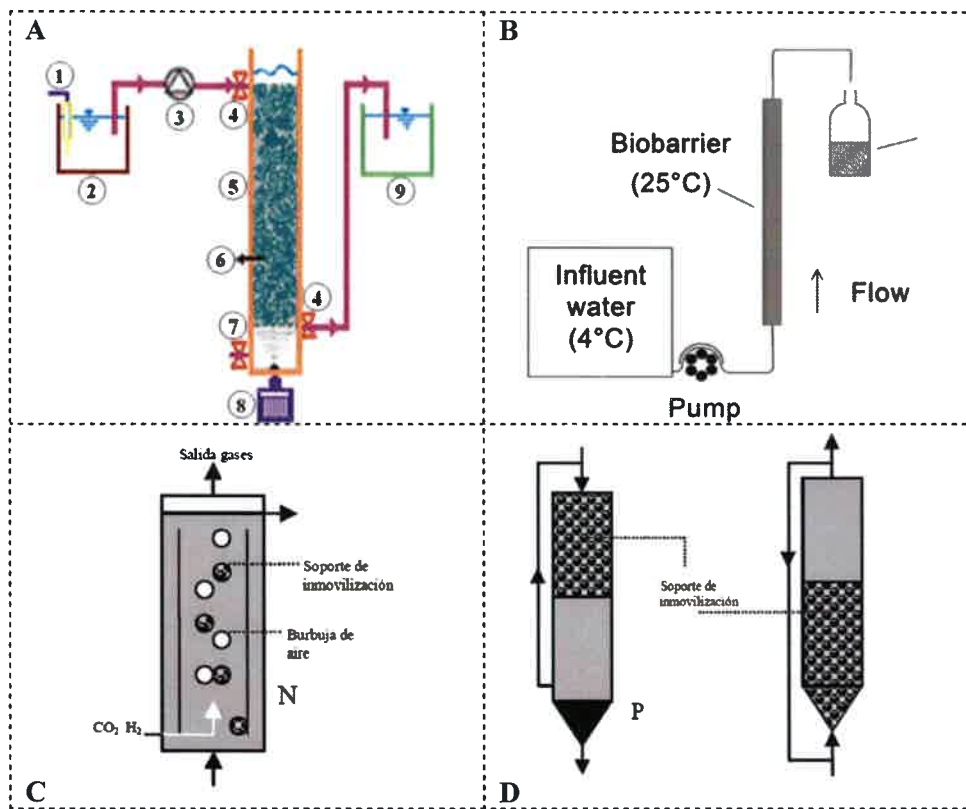 A
1
2
3
4
5
6
4
7
8
9
B
Biobarrier
(25°C)
Influent
water
(4°C)
Flow
Pump
Salida gases
Soporte de
inmovilización
Burbuja de
aire
N
CO₂ H₂
C
Soporte de
inmovilización
P
D